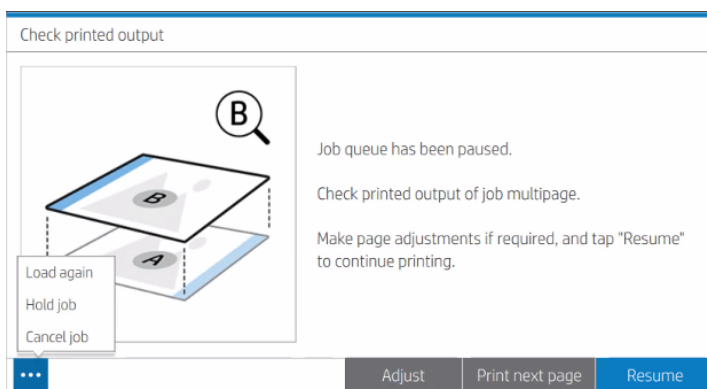 Check printed output
B
B
A
Job queue has been paused.
Check printed output of job multipage.
Make page adjustments if required, and tap "Resume"
to continue printing.
Load again
Hold job
Cancel job
Adjust
Print next page
Resume